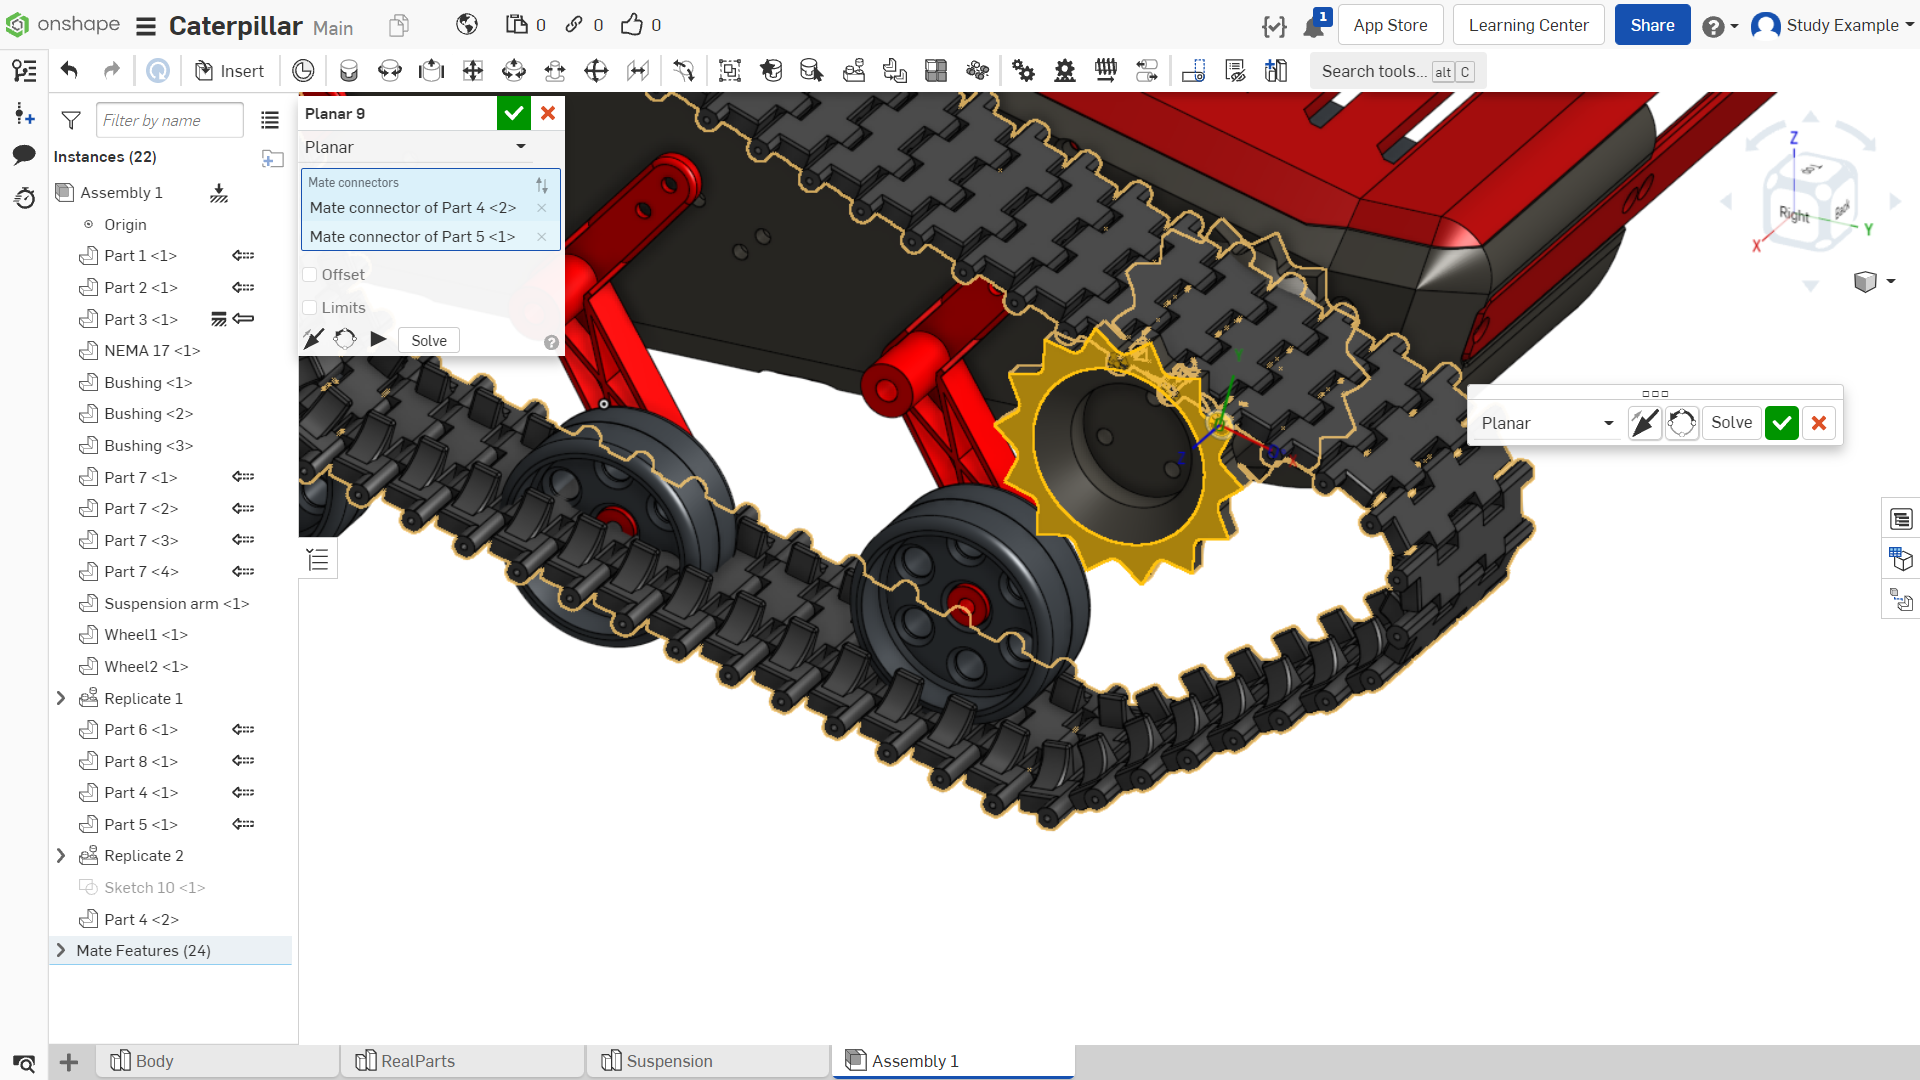 onshape Caterpillar Main 0 0 0 1 App Store Learning Center Share Study Example
Insert Search tools... alt C
Filter by name
Instances (22)
Assembly 1
Origin
Part 1 <1>
Part 2 <1>
Part 3 <1>
NEMA 17 <1>
Bushing <1>
Bushing <2>
Bushing <3>
Part 7 <1>
Part 7 <2>
Part 7 <3>
Part 7 <4>
Suspension arm <1>
Wheel1 <1>
Wheel2 <1>
Replicate 1
Part 6 <1>
Part 8 <1>
Part 4 <1>
Part 5 <1>
Replicate 2
Sketch 10 <1>
Part 4 <2>
Mate Features (24)
Planar 9
Planar
Mate connectors
Mate connector of Part 4 <2>
Mate connector of Part 5 <1>
Offset
Limits
Solve
Z
Top
Right
Back
X
Y
Planar Solve
Body
RealParts
Suspension
Assembly 1